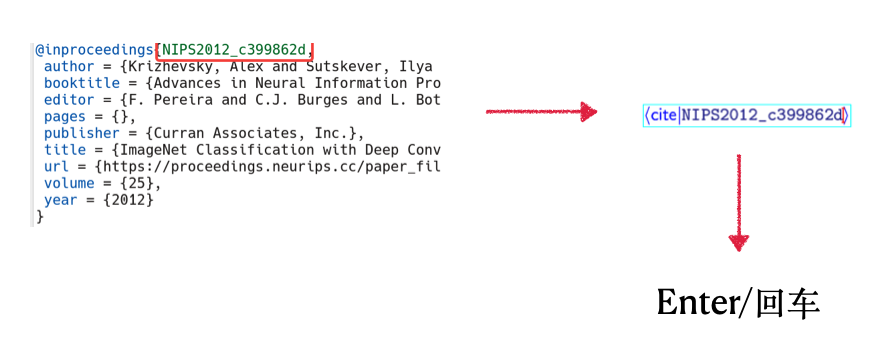 @inproceedings{NIPS2012_c399862d,
author = {Krizhevsky, Alex and Sutskever, Ilya
booktitle = {Advances in Neural Information Pro
editor = {F. Pereira and C.J. Burges and L. Bot
pages = {},
publisher = {Curran Associates, Inc.},
title = {ImageNet Classification with Deep Conv
url = {https://proceedings.neurips.cc/paper_fil
volume = {25},
year = {2012}
}
⟨cite|NIPS2012_c399862d⟩
Enter/回车